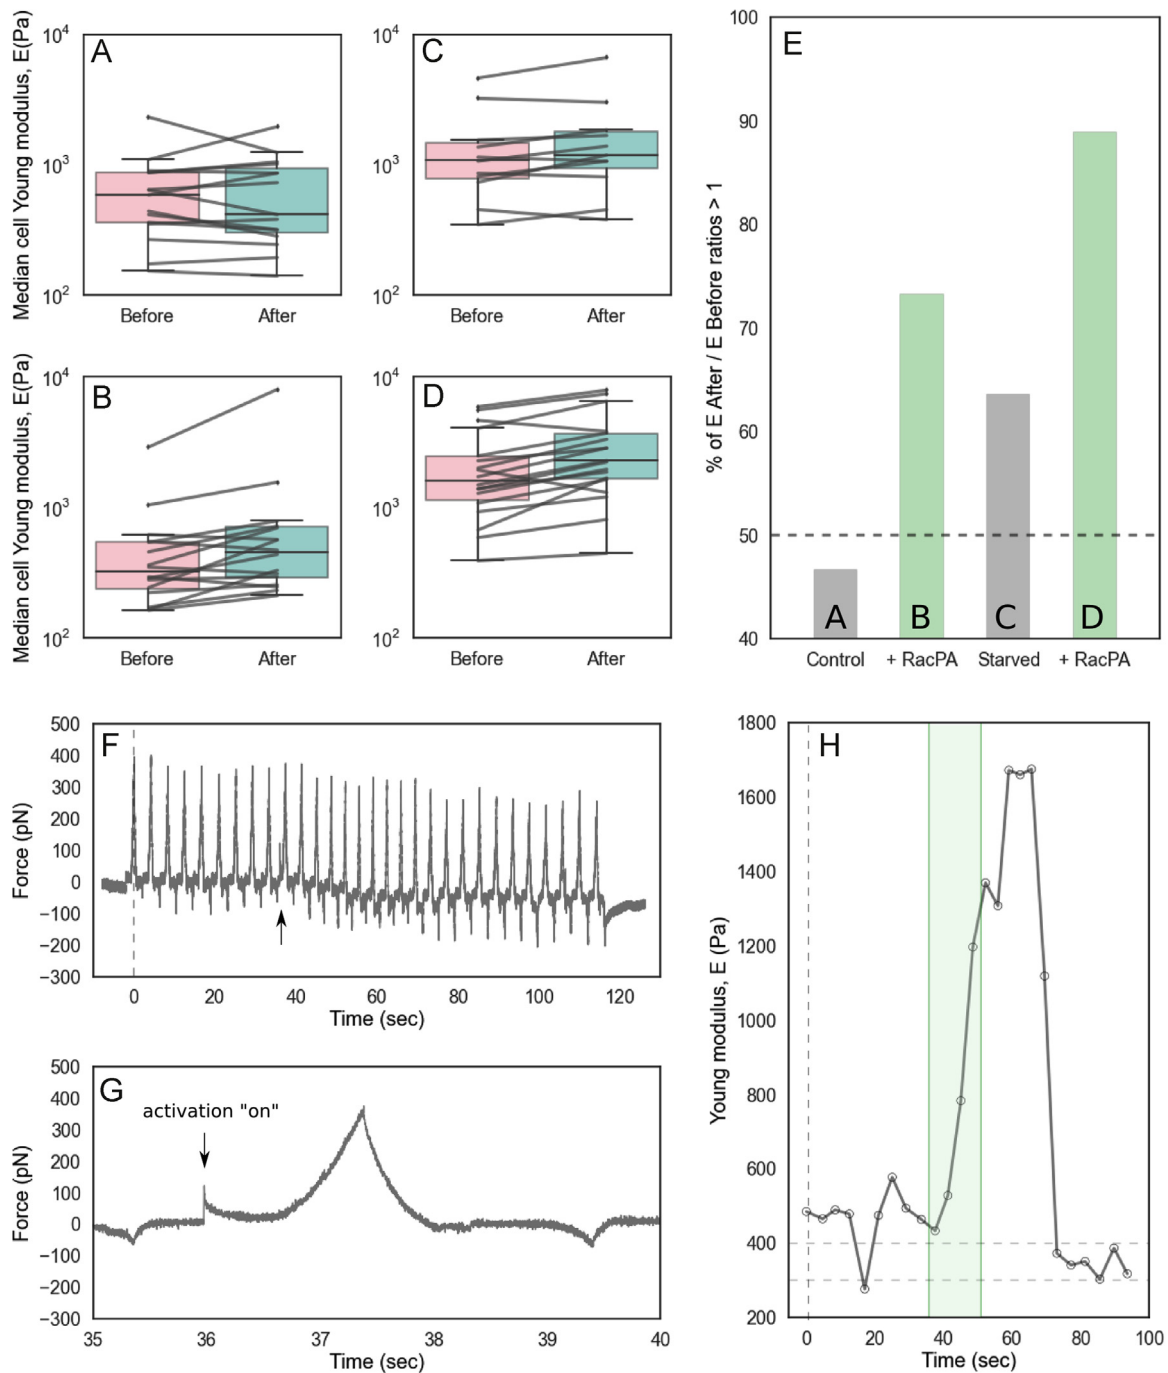 A
Median cell Young modulus, E(Pa)
10⁴
10³
10²
Before After
C
10⁴
10³
10²
Before After
B
Median cell Young modulus, E(Pa)
10⁴
10³
10²
Before After
D
10⁴
10³
10²
Before After
E
% of E After / E Before ratios > 1
100
90
80
70
60
50
40
A B C D
Control + RacPA Starved + RacPA
F
Force (pN)
500
400
300
200
100
0
−100
−200
−300
0 20 40 60 80 100 120
Time (sec)
G
activation "on"
Force (pN)
500
400
300
200
100
0
−100
−200
−300
35 36 37 38 39 40
Time (sec)
H
Young modulus, E (Pa)
1800
1600
1400
1200
1000
800
600
400
200
0 20 40 60 80 100
Time (sec)